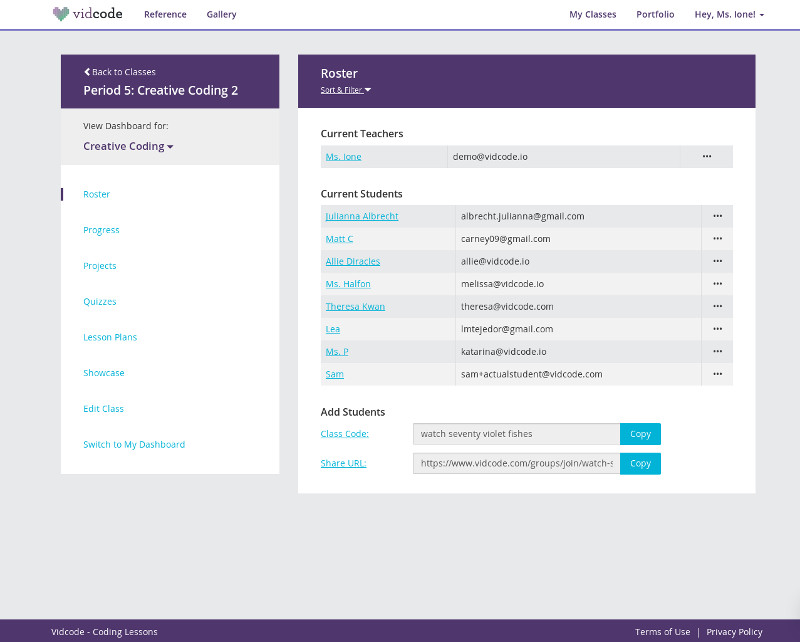 vidcode Reference Gallery My Classes Portfolio Hey, Ms. Ione!
Back to Classes
Period 5: Creative Coding 2
View Dashboard for:
Creative Coding
Roster
Progress
Projects
Quizzes
Lesson Plans
Showcase
Edit Class
Switch to My Dashboard
Roster
Sort & Filter
Current Teachers
Ms. Ione demo@vidcode.io •••
Current Students
Julianna Albrecht albrecht.julianna@gmail.com •••
Matt C carney09@gmail.com •••
Allie Diracles allie@vidcode.io •••
Ms. Halfon melissa@vidcode.io •••
Theresa Kwan theresa@vidcode.com •••
Lea lmtejedor@gmail.com •••
Ms. P katarina@vidcode.io •••
Sam sam+actualstudent@vidcode.com •••
Add Students
Class Code: watch seventy violet fishes Copy
Share URL: https://www.vidcode.com/groups/join/watch-s Copy
Vidcode - Coding Lessons Terms of Use | Privacy Policy